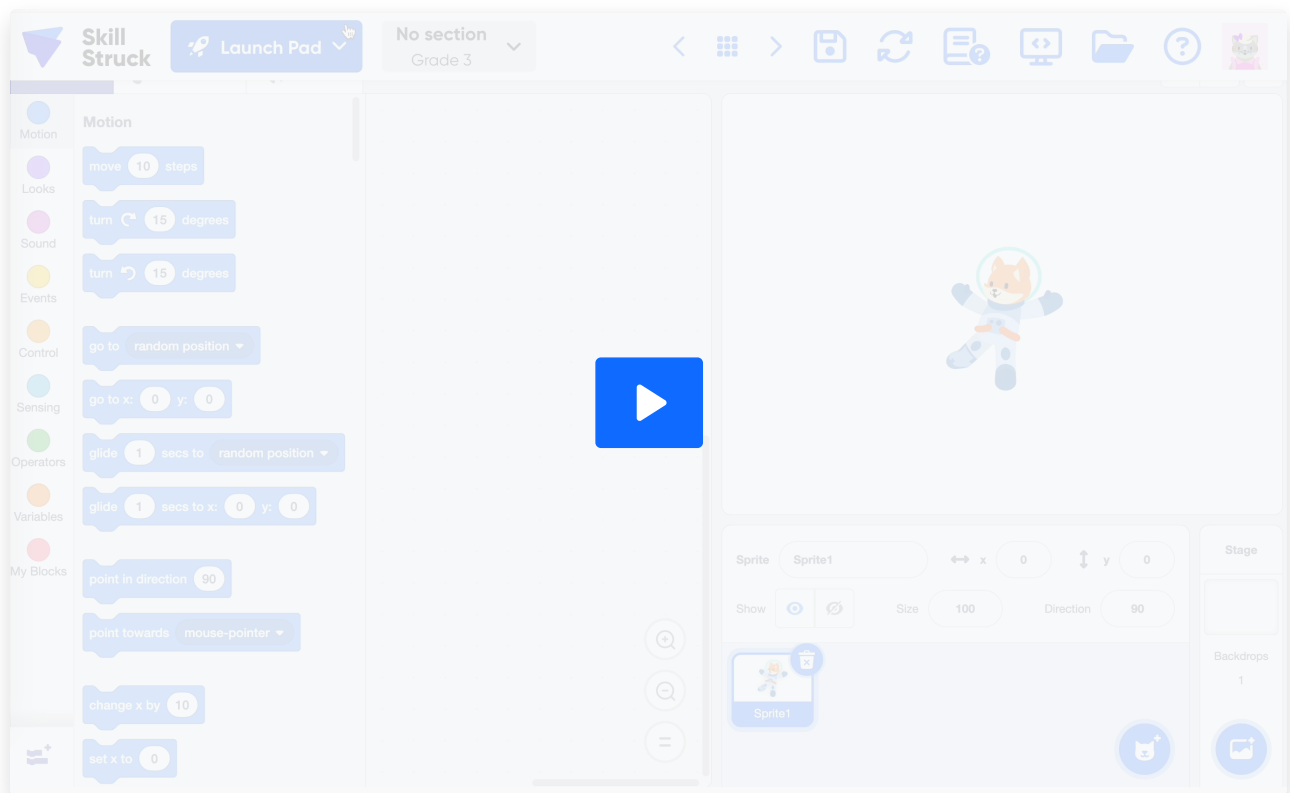 Skill
Struck
Launch Pad
No section
Grade 3
Motion
Looks
Sound
Events
Control
Sensing
Operators
Variables
My Blocks
Motion
move 10 steps
turn 15 degrees
turn 15 degrees
go to random position
go to x: 0 y: 0
glide 1 secs to random position
glide 1 secs to x: 0 y: 0
point in direction 90
point towards mouse-pointer
change x by 10
set x to 0
Sprite Sprite1 x 0 y 0
Show Size 100 Direction 90
Sprite1
Stage
Backdrops
1